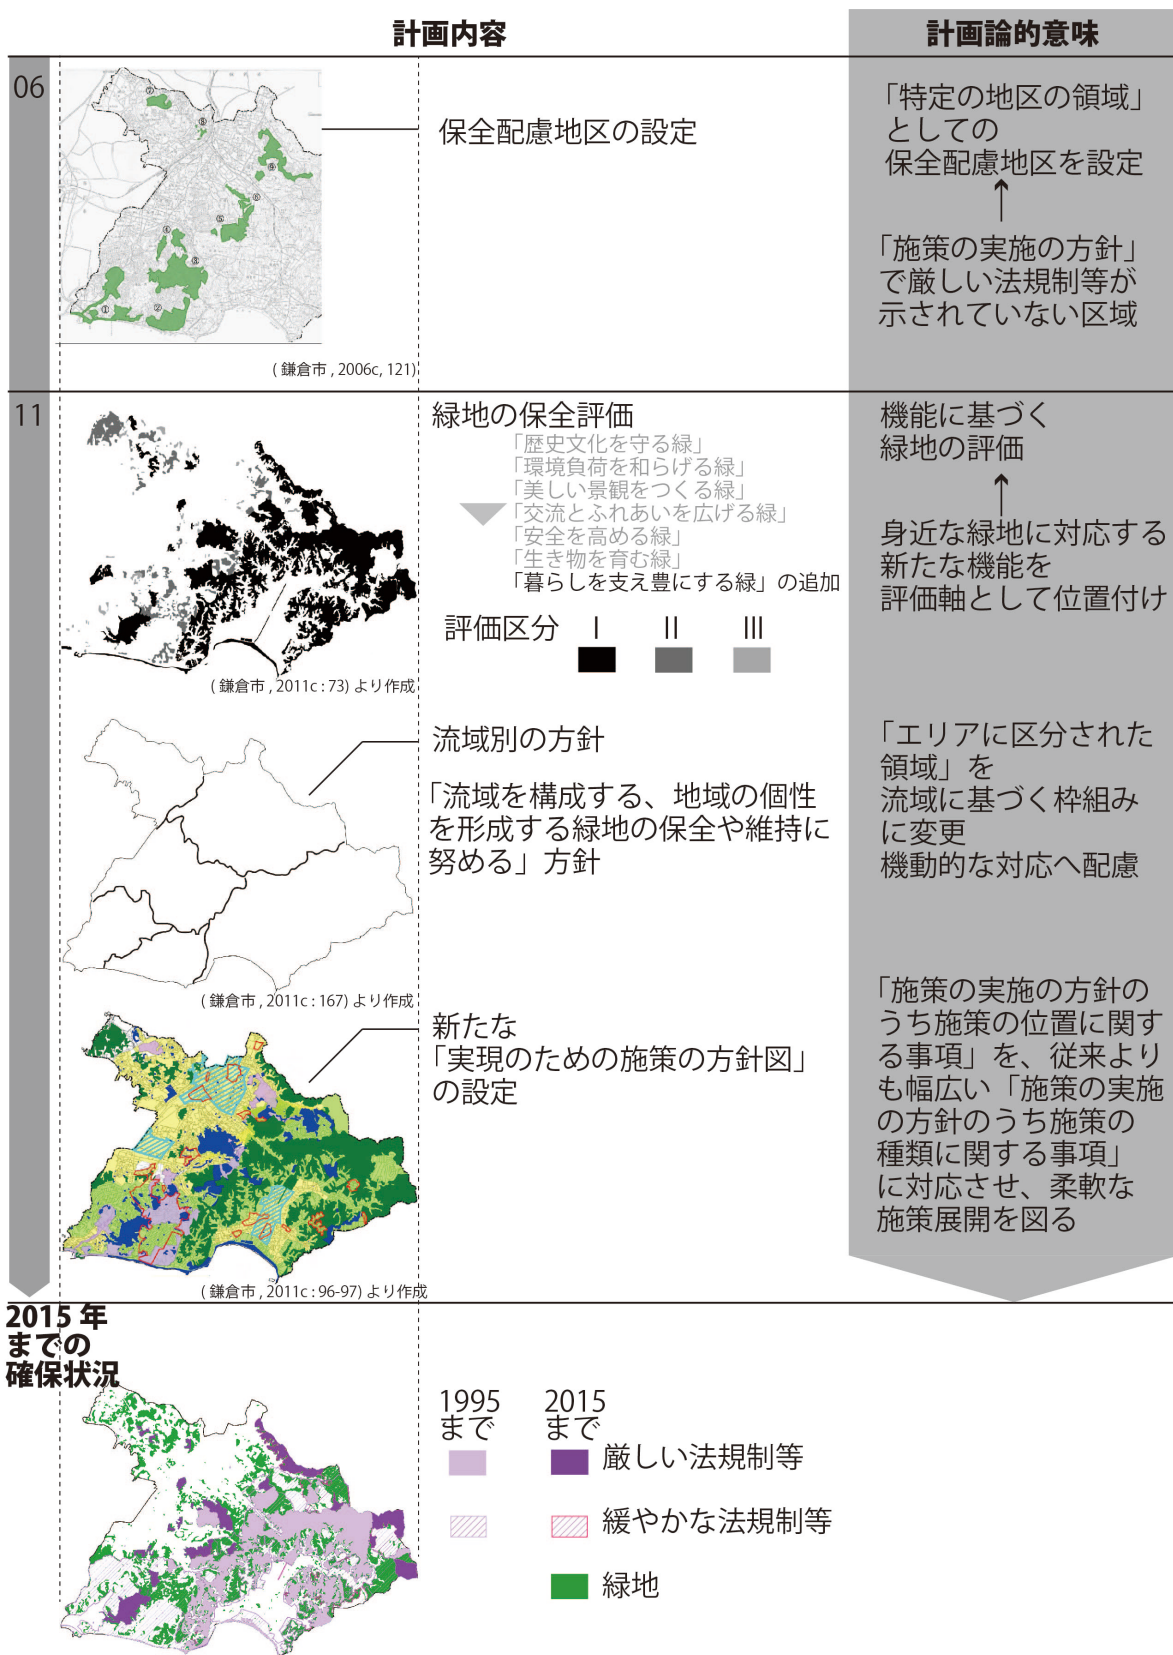 計画内容
計画論的意味
06
⑦
⑧
⑨
⑥
⑤
④
③
①
②
(鎌倉市, 2006c, 121)
保全配慮地区の設定
「特定の地区の領域」
としての
保全配慮地区を設定
↑
「施策の実施の方針」
で厳しい法規制等が
示されていない区域
11
(鎌倉市, 2011c : 73) より作成
緑地の保全評価
「歴史文化を守る緑」
「環境負荷を和らげる緑」
「美しい景観をつくる緑」
「交流とふれあいを広げる緑」
「安全を高める緑」
「生き物を育む緑」
「暮らしを支え豊にする緑」の追加
評価区分 I II III
機能に基づく
緑地の評価
↑
身近な緑地に対応する
新たな機能を
評価軸として位置付け
(鎌倉市, 2011c : 167) より作成
流域別の方針
「流域を構成する、地域の個性
を形成する緑地の保全や維持に
努める」方針
「エリアに区分された
領域」を
流域に基づく枠組み
に変更
機動的な対応へ配慮
(鎌倉市, 2011c : 96-97) より作成
新たな
「実現のための施策の方針図」
の設定
「施策の実施の方針の
うち施策の位置に関す
る事項」を、従来より
も幅広い「施策の実施
の方針のうち施策の
種類に関する事項」
に対応させ、柔軟な
施策展開を図る
2015 年
までの
確保状況
1995
まで
2015
まで
厳しい法規制等
緩やかな法規制等
緑地